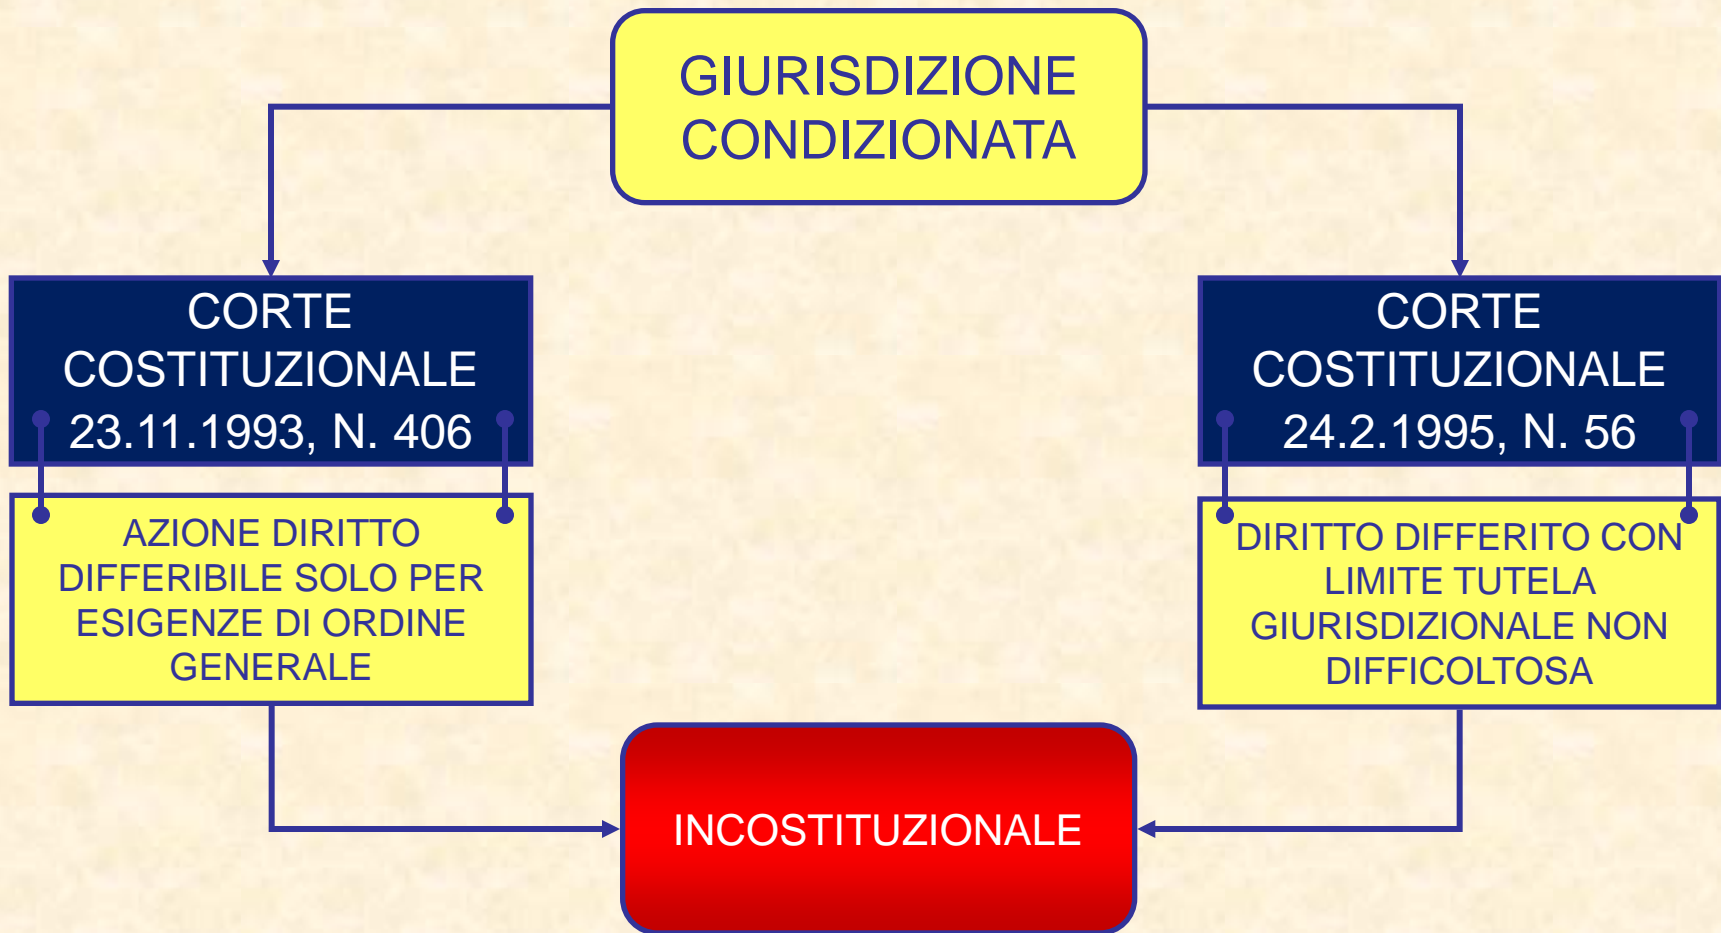 GIURISDIZIONE
CONDIZIONATA
CORTE
COSTITUZIONALE
23.11.1993, N. 406
AZIONE DIRITTO
DIFFERIBILE SOLO PER
ESIGENZE DI ORDINE
GENERALE
CORTE
COSTITUZIONALE
24.2.1995, N. 56
DIRITTO DIFFERITO CON
LIMITE TUTELA
GIURISDIZIONALE NON
DIFFICOLTOSA
INCOSTITUZIONALE